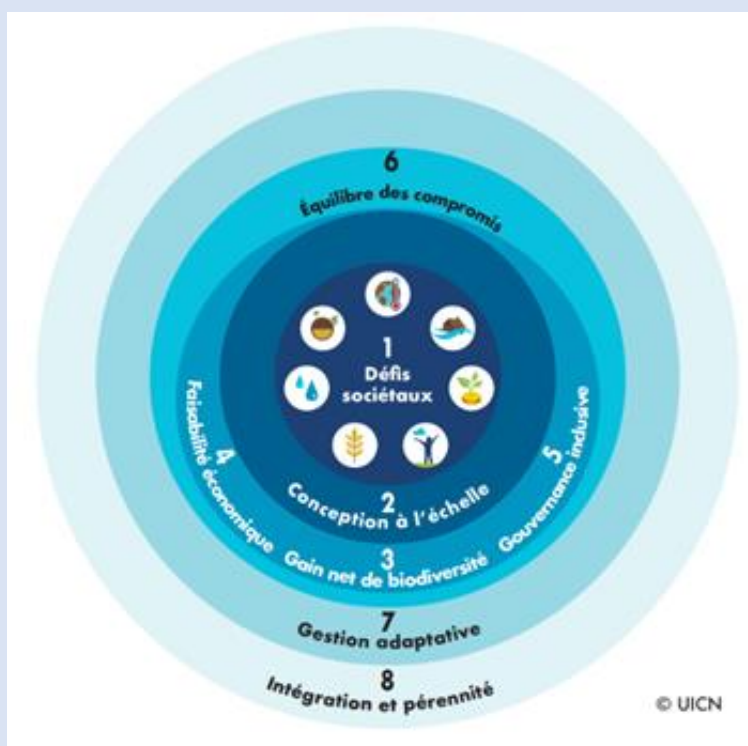 6
Équilibre des compromis
1
Défis
sociétaux
2
Conception à l'échelle
3
Gain net de biodiversité
4
Faisabilité économique
5
Gouvernance inclusive
7
Gestion adaptative
8
Intégration et pérennité
© UICN